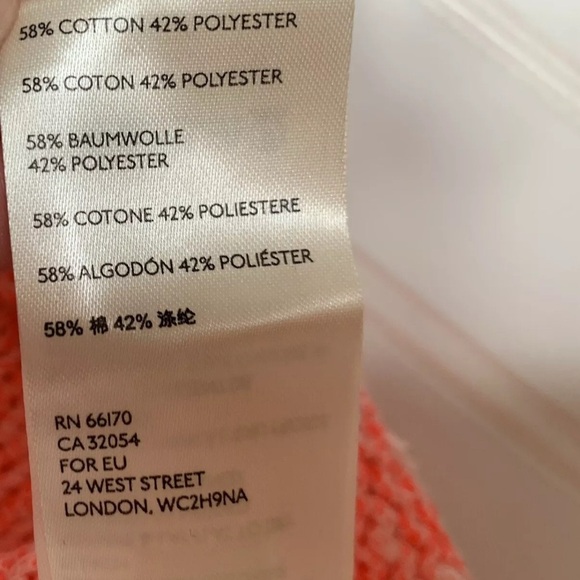 58% COTTON 42% POLYESTER
58% COTON 42% POLYESTER
58% BAUMWOLLE
42% POLYESTER
58% COTONE 42% POLIESTERE
58% ALGODÓN 42% POLIÉSTER
58% 棉 42% 涤纶
RN 66170
CA 32054
FOR EU
24 WEST STREET
LONDON, WC2H9NA